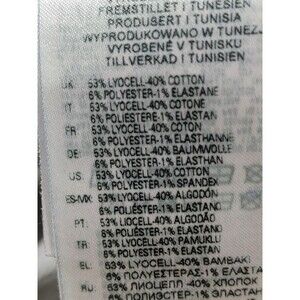 FREMSTILLET I TUNESIEN
PRODUSERT I TUNISIA
WYPRODUKOWANO W TUNEZ
VYROBENÉ V TUNISKU
TILLVERKAD I TUNISIEN
UK: 53% LYOCELL-40% COTTON
6% POLYESTER-1% ELASTANE
IT: 53% LYOCELL-40% COTONE
6% POLIESTERE-1% ELASTAN
FR: 53% LYOCELL-40% COTON
6% POLYESTER-1% ELASTHANNE
DE: 53% LYOCELL-40% BAUMWOLLE
6% POLYESTER-1% ELASTHAN
US: 53% LYOCELL-40% COTTON
6% POLYESTER-1% SPANDEX
ES-MX: 53% LYOCELL-40% ALGODÓN
6% POLIÉSTER-1% ELASTANO
PT: 53% LIOCEL-40% ALGODÃO
6% POLIÉSTER-1% ELASTANO
TR: 53% LYOCELL-40% PAMUKLU
6% POLYESTER-1% ELASTAN
EL: 53% LYOCELL-40% ΒΑΜΒΑΚΙ
6% ΠΟΛΥΕΣΤΕΡΑΣ-1% ΕΛΑΣΤΑ
RU: 53% ЛИОЦЕЛЛ-40% ХЛОПОК
6% ПОЛИЭСТЕР-1% ЭЛАСТ